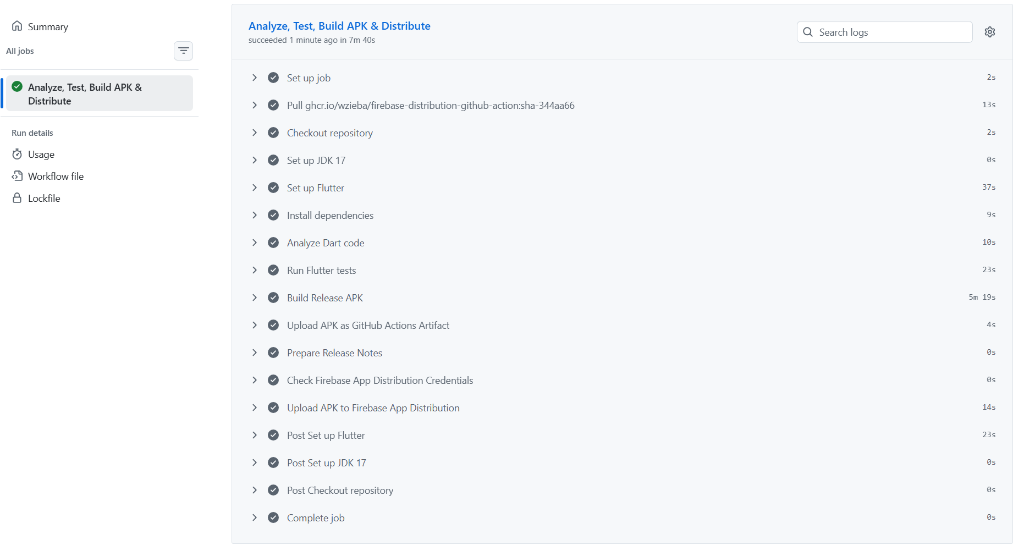 Summary
All jobs
Analyze, Test, Build APK &
Distribute
Run details
Usage
Workflow file
Lockfile
Analyze, Test, Build APK & Distribute
succeeded 1 minute ago in 7m 40s
Search logs
Set up job 2s
Pull ghcr.io/wzieba/firebase-distribution-github-action:sha-344aa66 13s
Checkout repository 2s
Set up JDK 17 0s
Set up Flutter 37s
Install dependencies 9s
Analyze Dart code 10s
Run Flutter tests 23s
Build Release APK 5m 19s
Upload APK as GitHub Actions Artifact 4s
Prepare Release Notes 0s
Check Firebase App Distribution Credentials 0s
Upload APK to Firebase App Distribution 14s
Post Set up Flutter 23s
Post Set up JDK 17 0s
Post Checkout repository 0s
Complete job 0s